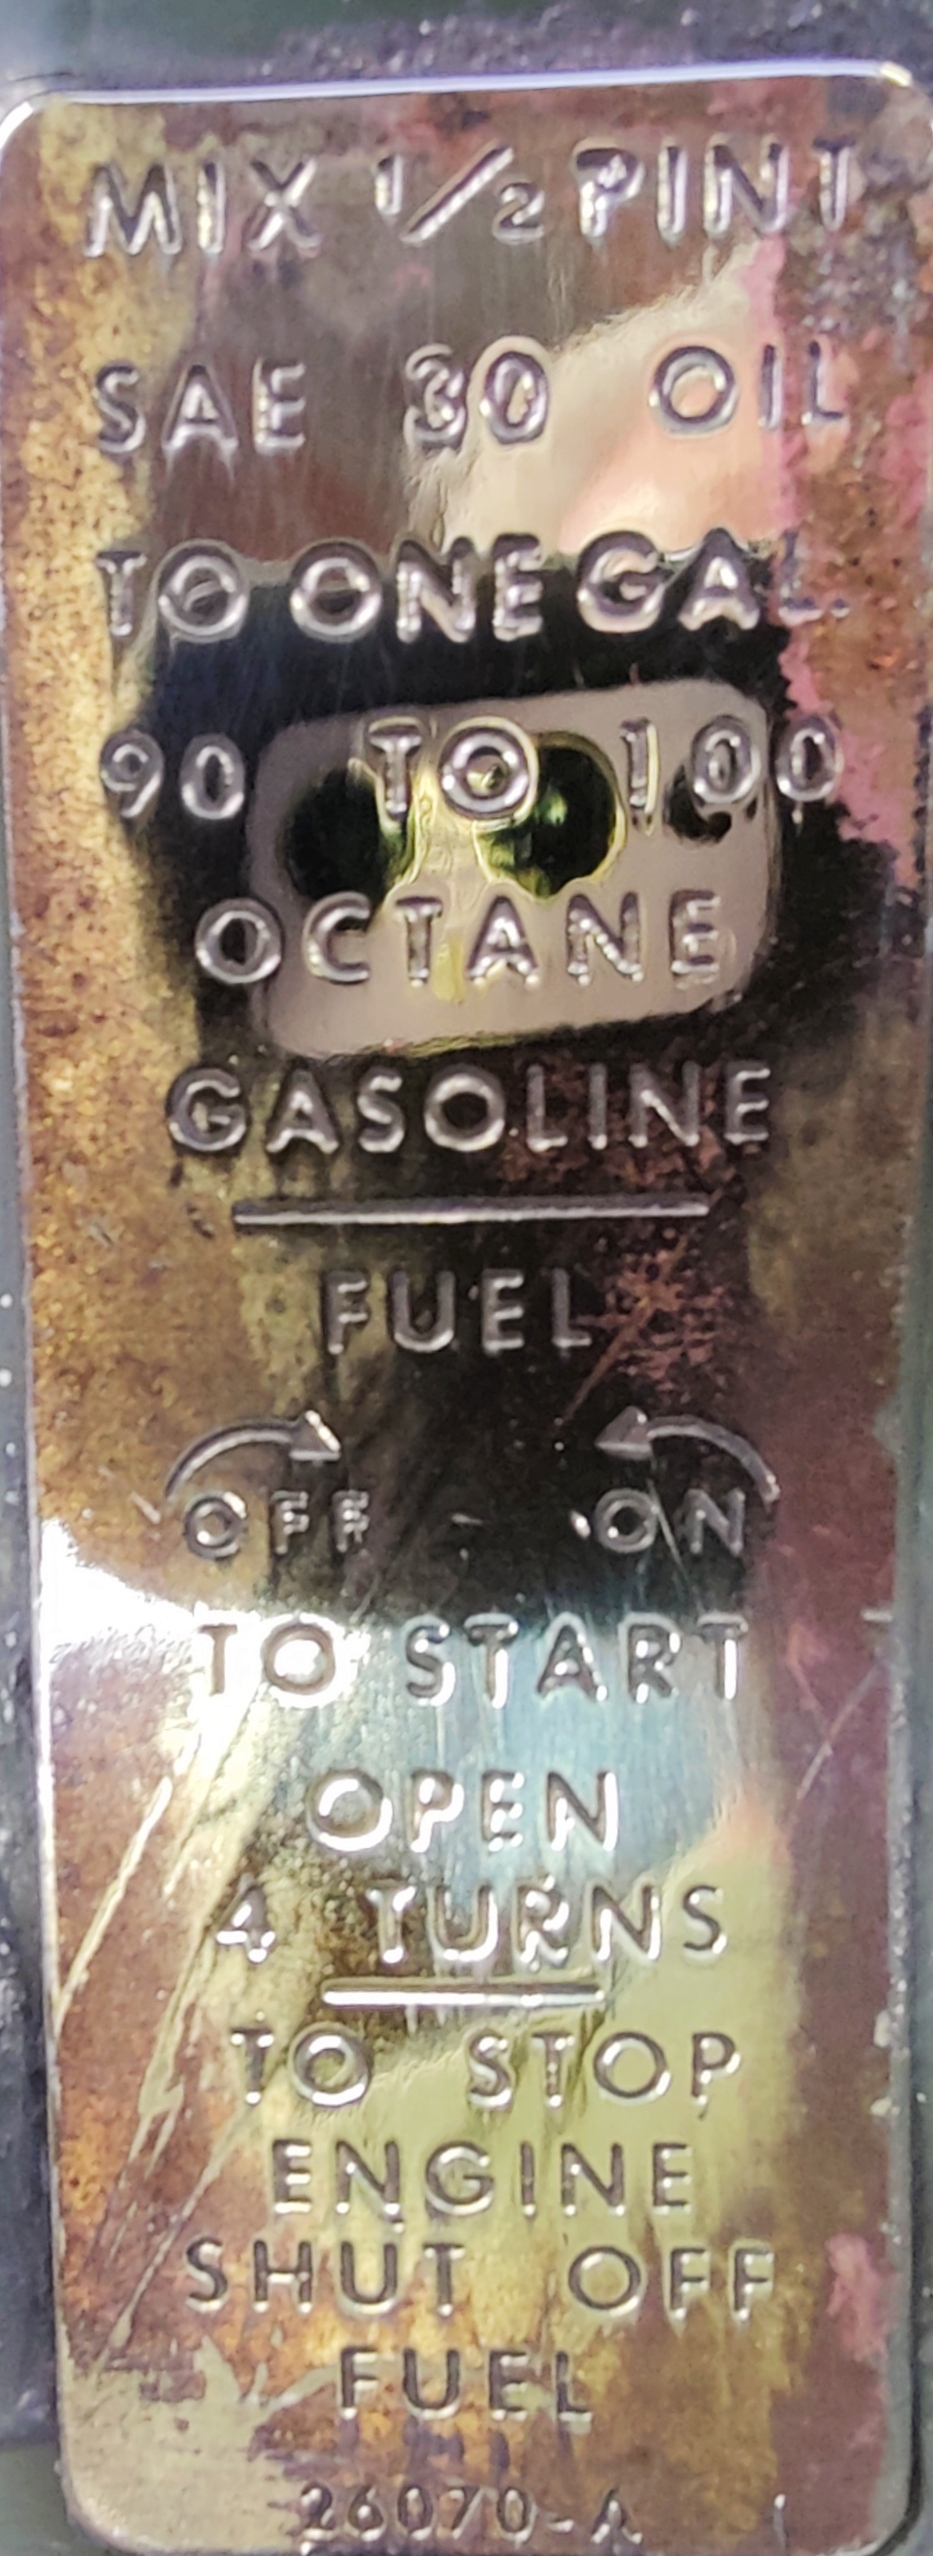 MIX 1/2 PINT
SAE 30 OIL
TO ONE GAL.
90 TO 100
OCTANE
GASOLINE
FUEL
OFF - ON
TO START
OPEN
4 TURNS
TO STOP
ENGINE
SHUT OFF
FUEL
26070-A